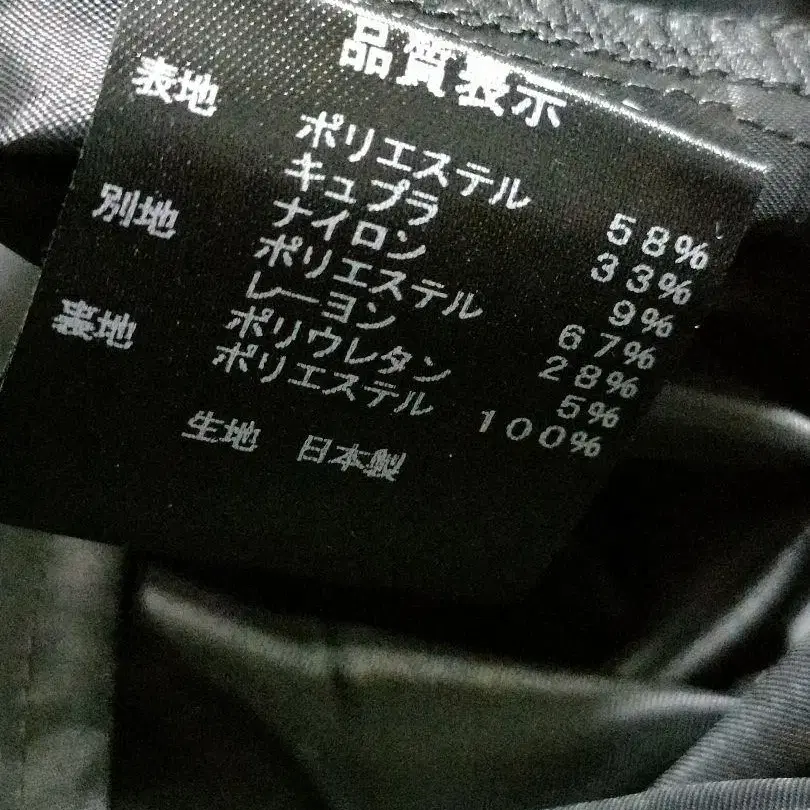 品質表示
表地 ポリエステル 58%
キュプラ 33%
ナイロン 9%
別地 ポリエステル 67%
レーヨン 28%
ポリウレタン 5%
裏地 ポリエステル 100%
生地 日本製